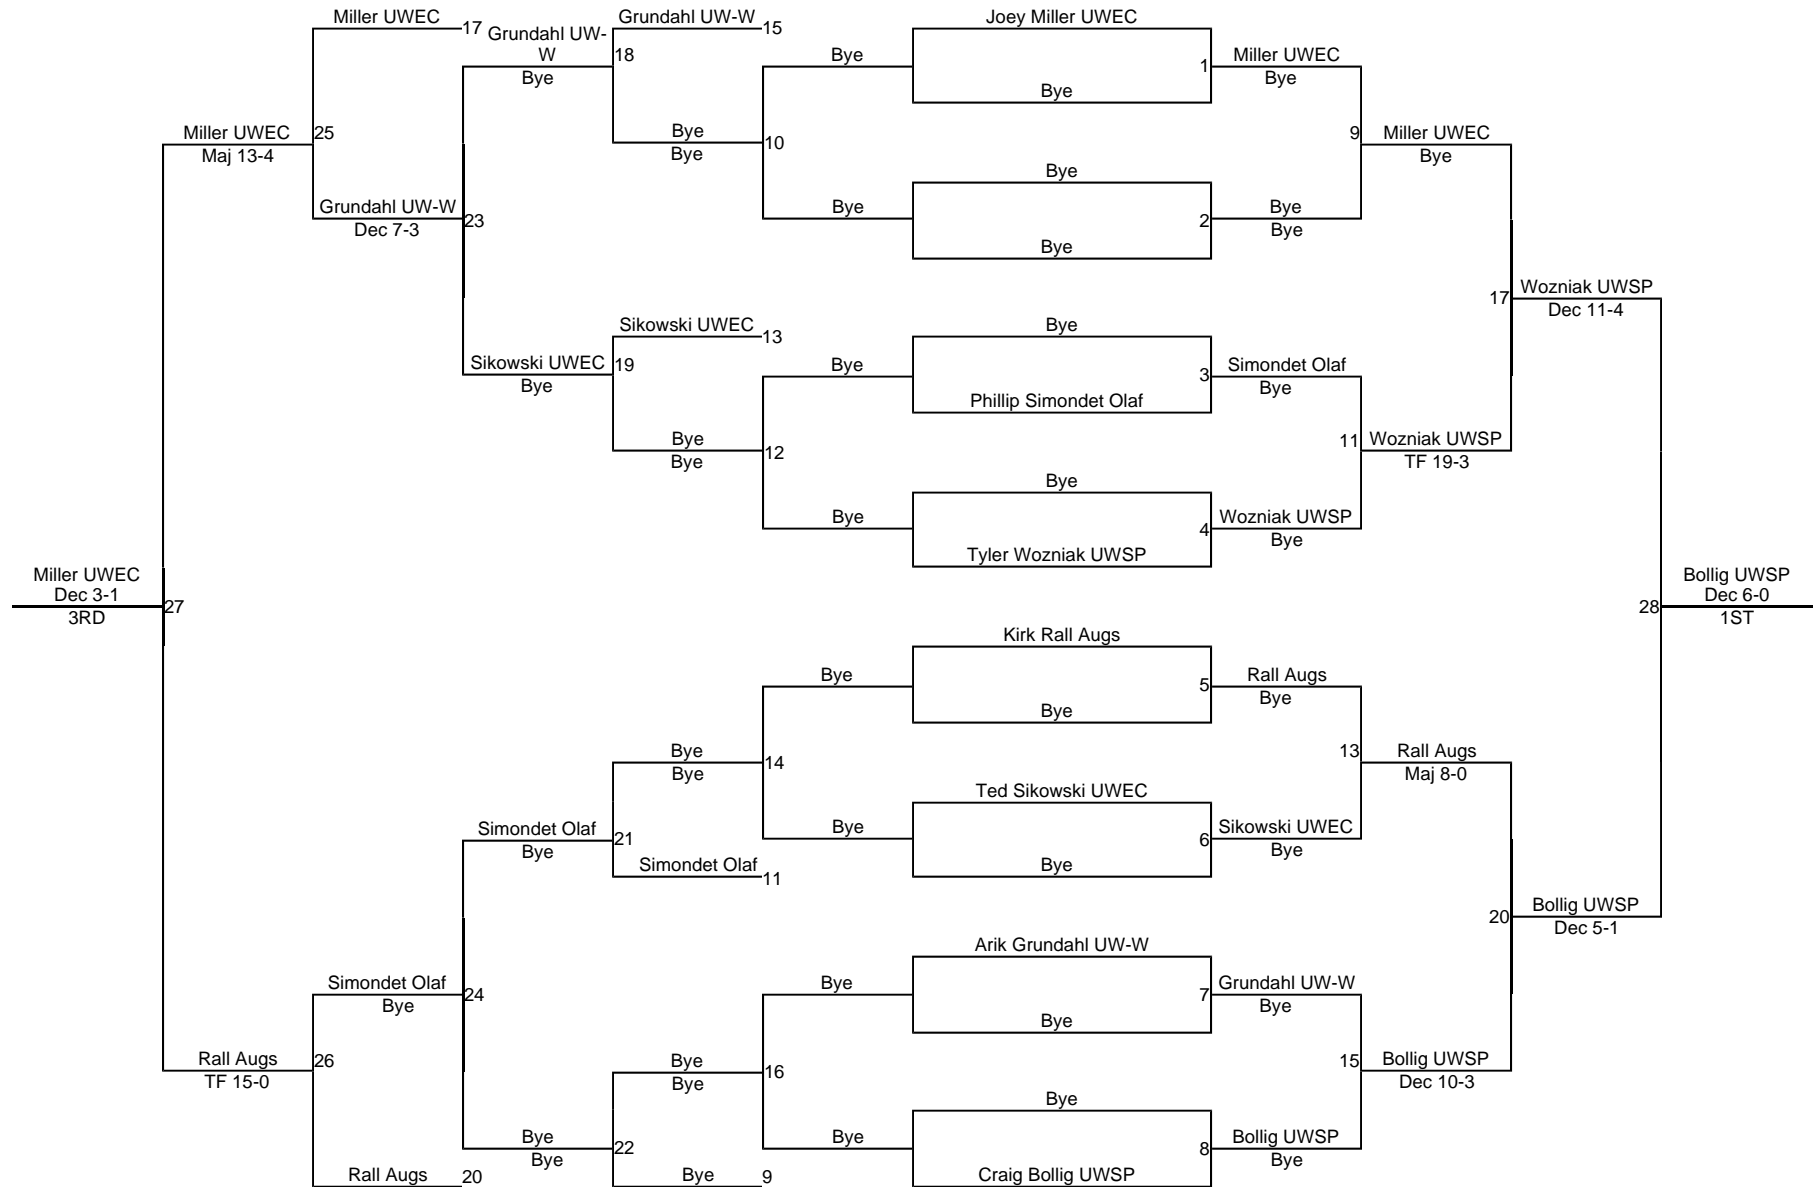 Miller UWEC
17
Grundahl UW-
W
Bye
Grundahl UW-W
15
18
Joey Miller UWEC
Bye
1
Miller UWEC
Bye
Bye
Miller UWEC
Maj 13-4
25
Bye
Bye
10
9
Miller UWEC
Bye
Grundahl UW-W
Dec 7-3
23
Bye
Bye
2
Bye
Bye
Bye
17
Wozniak UWSP
Dec 11-4
Sikowski UWEC
13
Bye
Sikowski UWEC
Bye
19
Bye
3
Simondet Olaf
Bye
Phillip Simondet Olaf
Bye
Bye
12
11
Wozniak UWSP
TF 19-3
Bye
Bye
4
Wozniak UWSP
Bye
Tyler Wozniak UWSP
Miller UWEC
Dec 3-1
3RD
27
28
Bollig UWSP
Dec 6-0
1ST
Kirk Rall Augs
Bye
5
Rall Augs
Bye
Bye
Bye
Bye
14
13
Rall Augs
Maj 8-0
Ted Sikowski UWEC
Simondet Olaf
Bye
21
Bye
6
Sikowski UWEC
Bye
Simondet Olaf
11
Bye
20
Bollig UWSP
Dec 5-1
Arik Grundahl UW-W
Simondet Olaf
Bye
24
Bye
7
Grundahl UW-W
Bye
Bye
Rall Augs
TF 15-0
26
Bye
Bye
16
15
Bollig UWSP
Dec 10-3
Bye
Bye
Bye
22
Bye
8
Bollig UWSP
Bye
Rall Augs
20
Bye
9
Craig Bollig UWSP